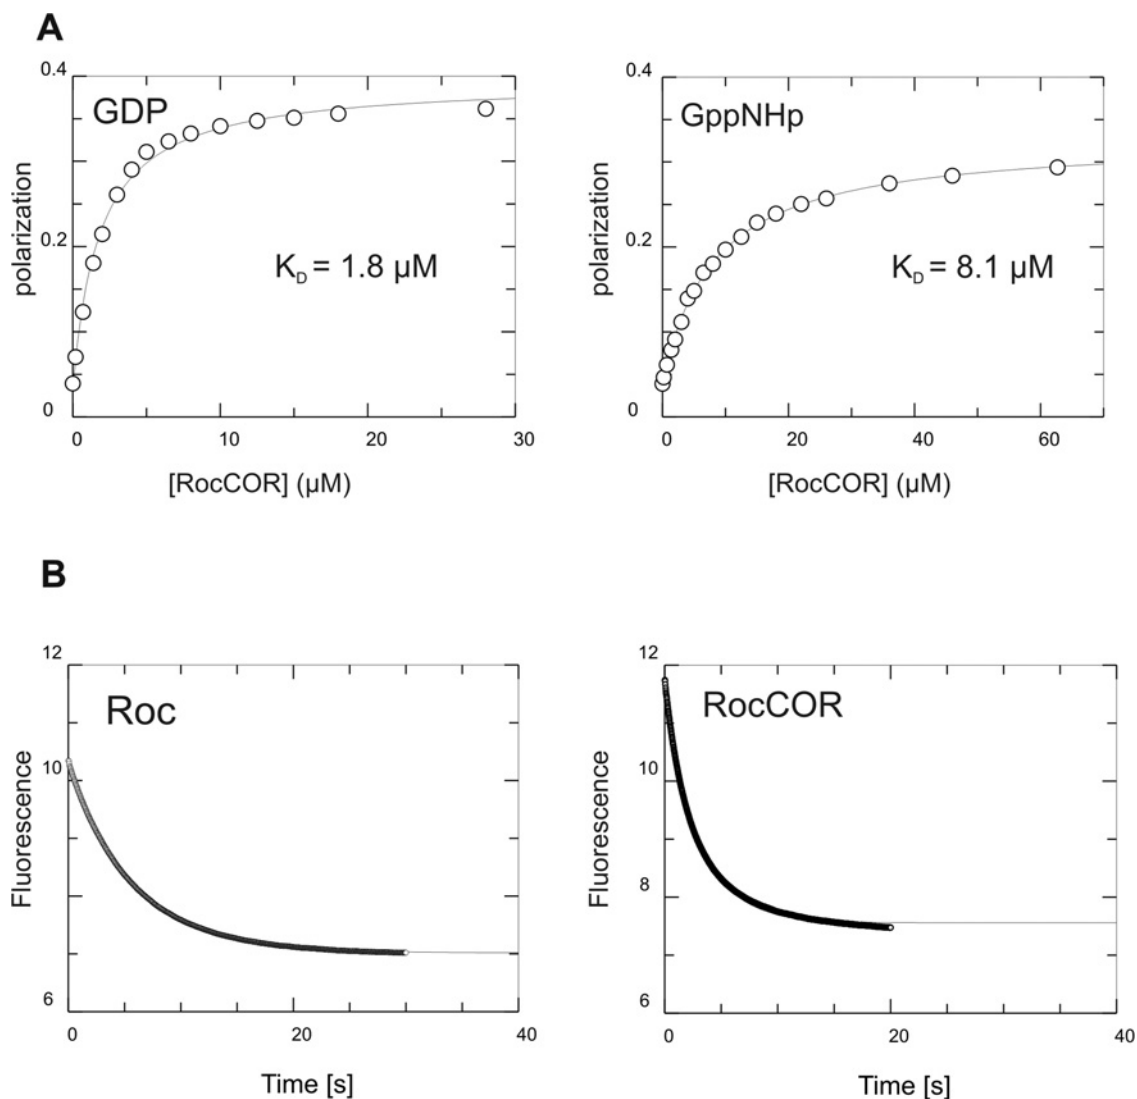 A
0.4
GDP
polarization
0.2
K_D = 1.8 µM
0
0 10 20 30
[RocCOR] (µM)
0.4
GppNHp
polarization
0.2
K_D = 8.1 µM
0
0 20 40 60
[RocCOR] (µM)
B
12
Roc
10
Fluorescence
8
6
0 20 40
Time [s]
12
RocCOR
10
Fluorescence
8
6
0 20 40
Time [s]